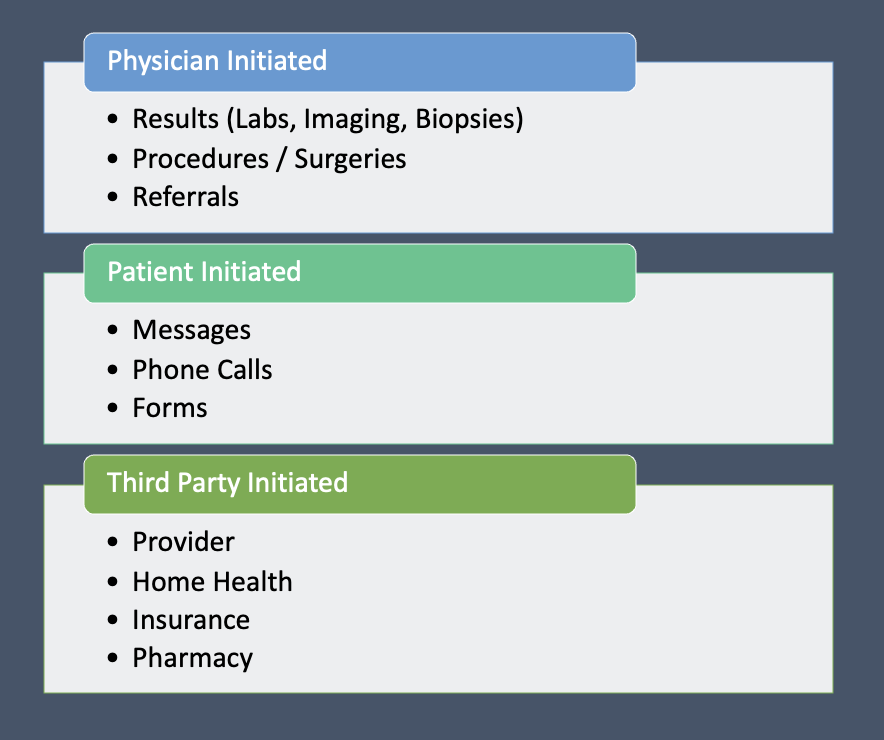 Physician Initiated
• Results (Labs, Imaging, Biopsies)
• Procedures / Surgeries
• Referrals
Patient Initiated
• Messages
• Phone Calls
• Forms
Third Party Initiated
• Provider
• Home Health
• Insurance
• Pharmacy